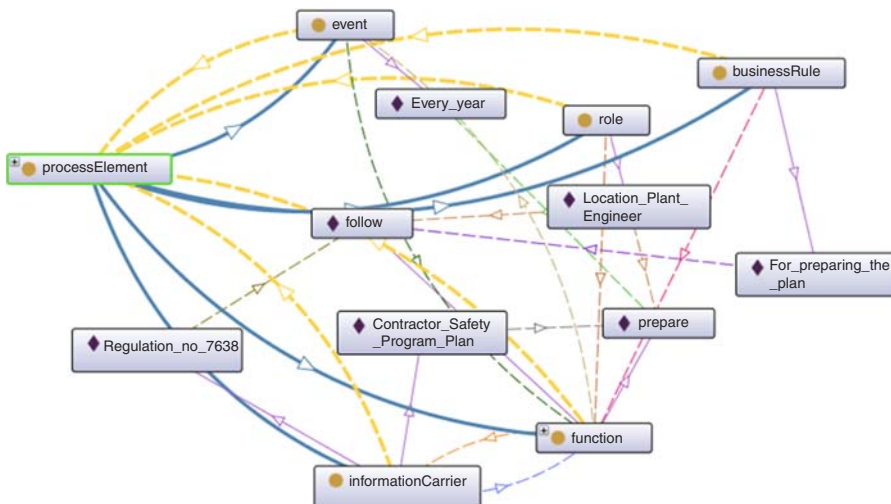 event
businessRule
Every_year
role
processElement
Location_Plant_
Engineer
follow
For_preparing_the
_plan
Contractor_Safety
_Program_Plan
prepare
Regulation_no_7638
function
informationCarrier